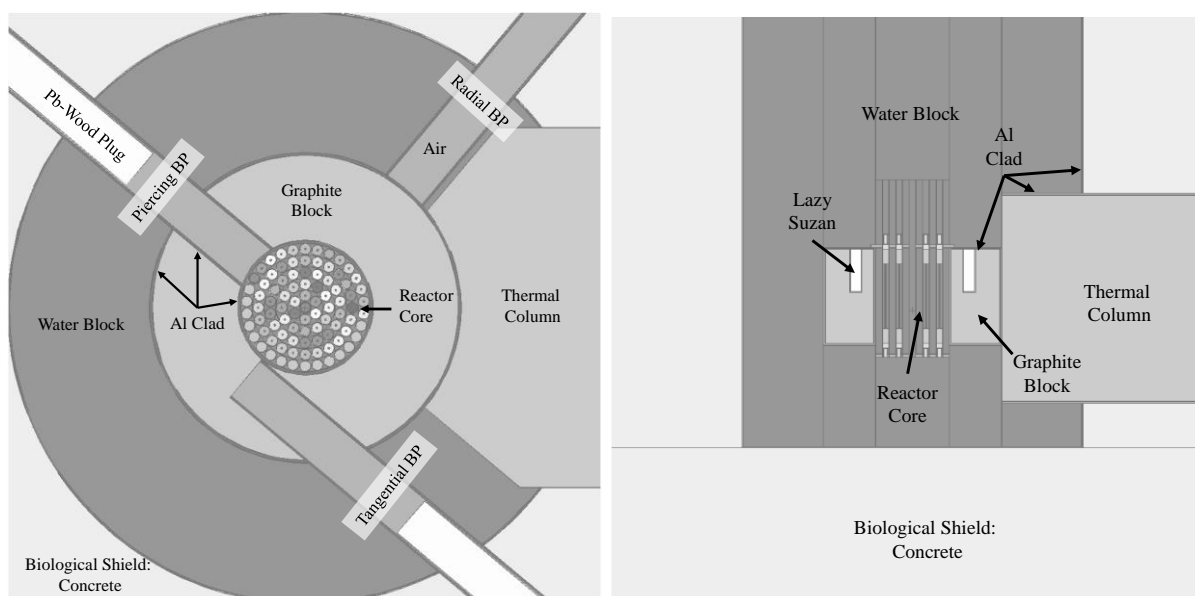 Pb-Wood Plug
Piercing BP
Radial BP
Air
Graphite
Block
Reactor
Core
Thermal
Column
Water Block
Al Clad
Tangential BP
Biological Shield:
Concrete
Water Block
Al
Clad
Lazy
Suzan
Thermal
Column
Graphite
Block
Reactor
Core
Biological Shield:
Concrete